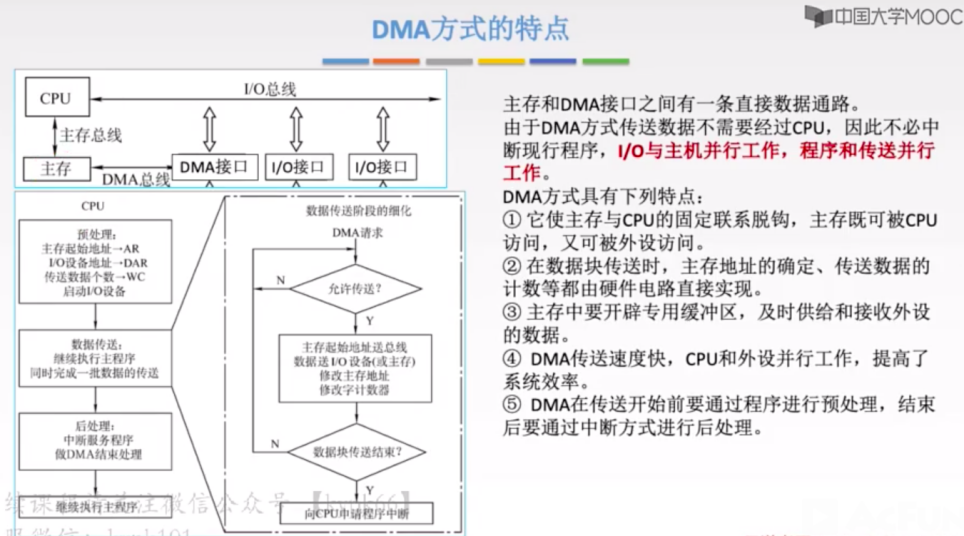 中国大学MOOC
DMA方式的特点
CPU
I/O总线
主存总线
主存
DMA总线
DMA接口
I/O接口
I/O接口
CPU
预处理:
主存起始地址→AR
I/O设备地址→DAR
传送数据个数→WC
启动I/O设备
数据传送:
继续执行主程序
同时完成一批数据的传送
后处理:
中断服务程序
做DMA结束处理
继续执行主程序
数据传送阶段的细化
DMA请求
N
允许传送?
Y
主存起始地址送总线
数据送I/O设备(或主存)
修改主存地址
修改字计数器
N
数据块传送结束?
Y
向CPU申请程序中断
主存和DMA接口之间有一条直接数据通路。
由于DMA方式传送数据不需要经过CPU，因此不必中
断现行程序，I/O与主机并行工作，程序和传送并行
工作。
DMA方式具有下列特点：
① 它使主存与CPU的固定联系脱钩，主存既可被CPU
访问，又可被外设访问。
② 在数据块传送时，主存地址的确定、传送数据的
计数等都由硬件电路直接实现。
③ 主存中要开辟专用缓冲区，及时供给和接收外设
的数据。
④ DMA传送速度快，CPU和外设并行工作，提高了
系统效率。
⑤ DMA在传送开始前要通过程序进行预处理，结束
后要通过中断方式进行后处理。